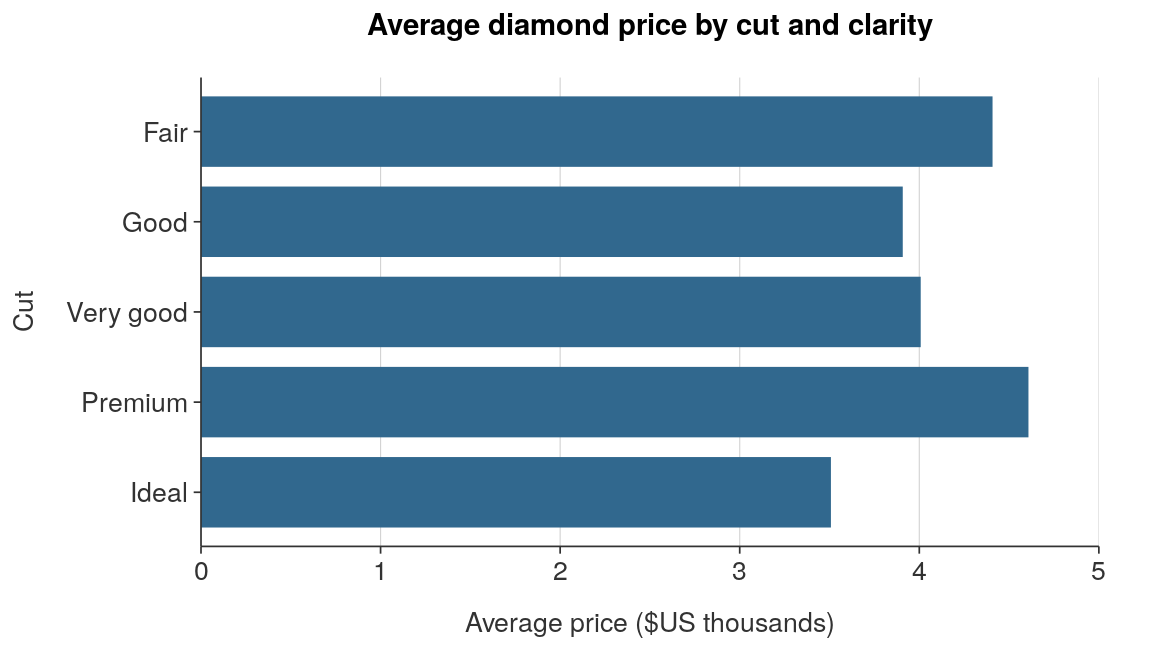 Average diamond price by cut and clarity
Fair
Good
Very good
Premium
Ideal
Cut
0 1 2 3 4 5
Average price ($US thousands)